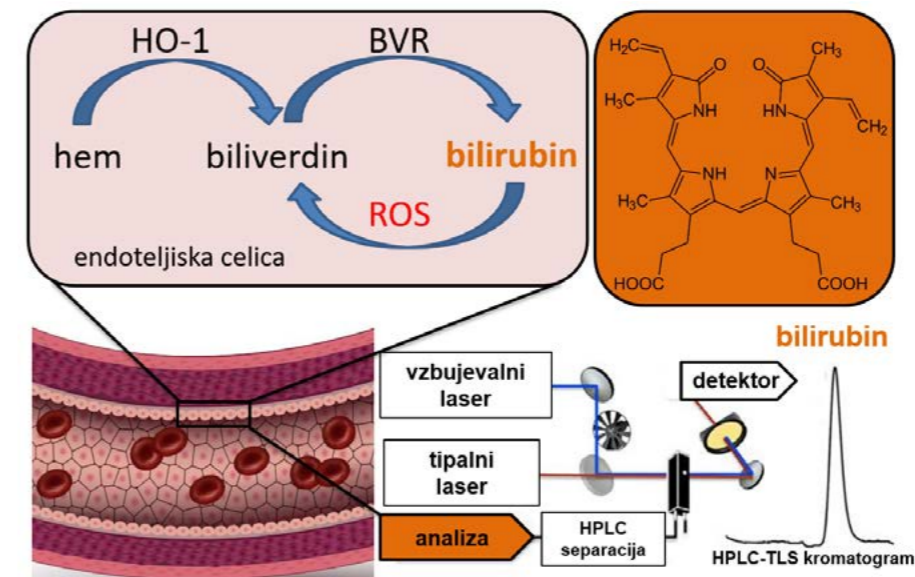 HO-1
BVR
hem
biliverdin
bilirubin
ROS
endoteljiska celica
H₂C
O
O
CH₃
H₃C
NH
HN
CH₂
NH
N
H₃C
CH₃
HOOC
COOH
bilirubin
vzbujevalni
laser
detektor
tipalni
laser
analiza
HPLC
separacija
HPLC-TLS kromatogram